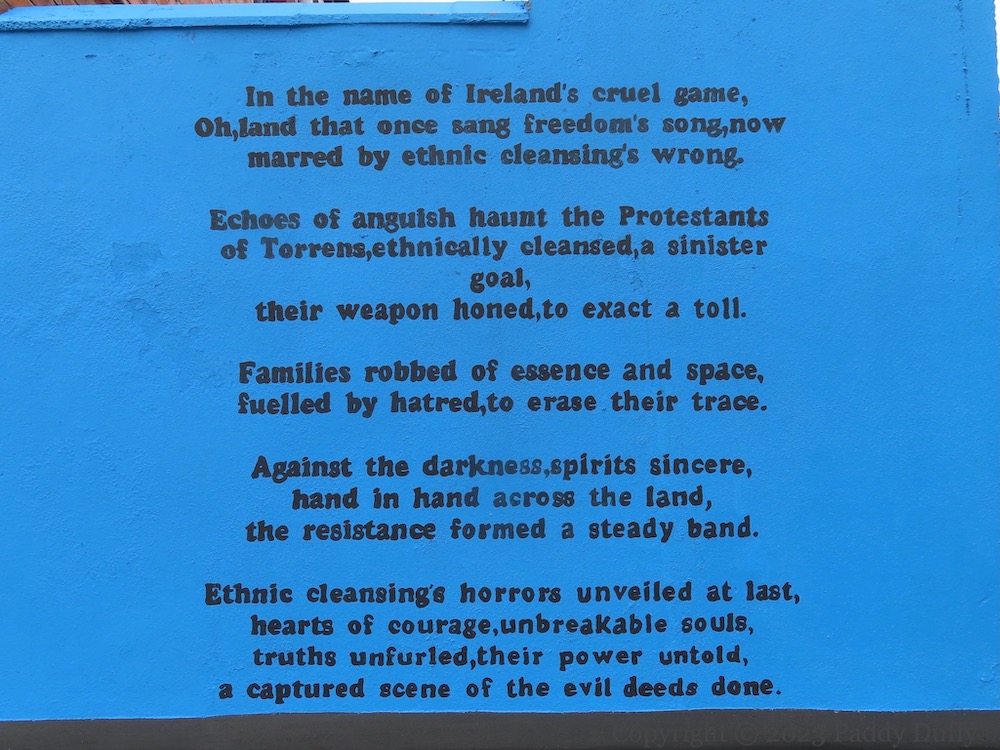 In the name of Ireland's cruel game,
Oh,land that once sang freedom's song,now
marred by ethnic cleansing's wrong.
Echoes of anguish haunt the Protestants
of Torrens,ethnically cleansed,a sinister
goal,
their weapon honed,to exact a toll.
Families robbed of essence and space,
fuelled by hatred,to erase their trace.
Against the darkness,spirits sincere,
hand in hand across the land,
the resistance formed a steady band.
Ethnic cleansing's horrors unveiled at last,
hearts of courage,unbreakable souls,
truths unfurled,their power untold,
a captured scene of the evil deeds done.
Copyright © 2023 Paddy Duffy